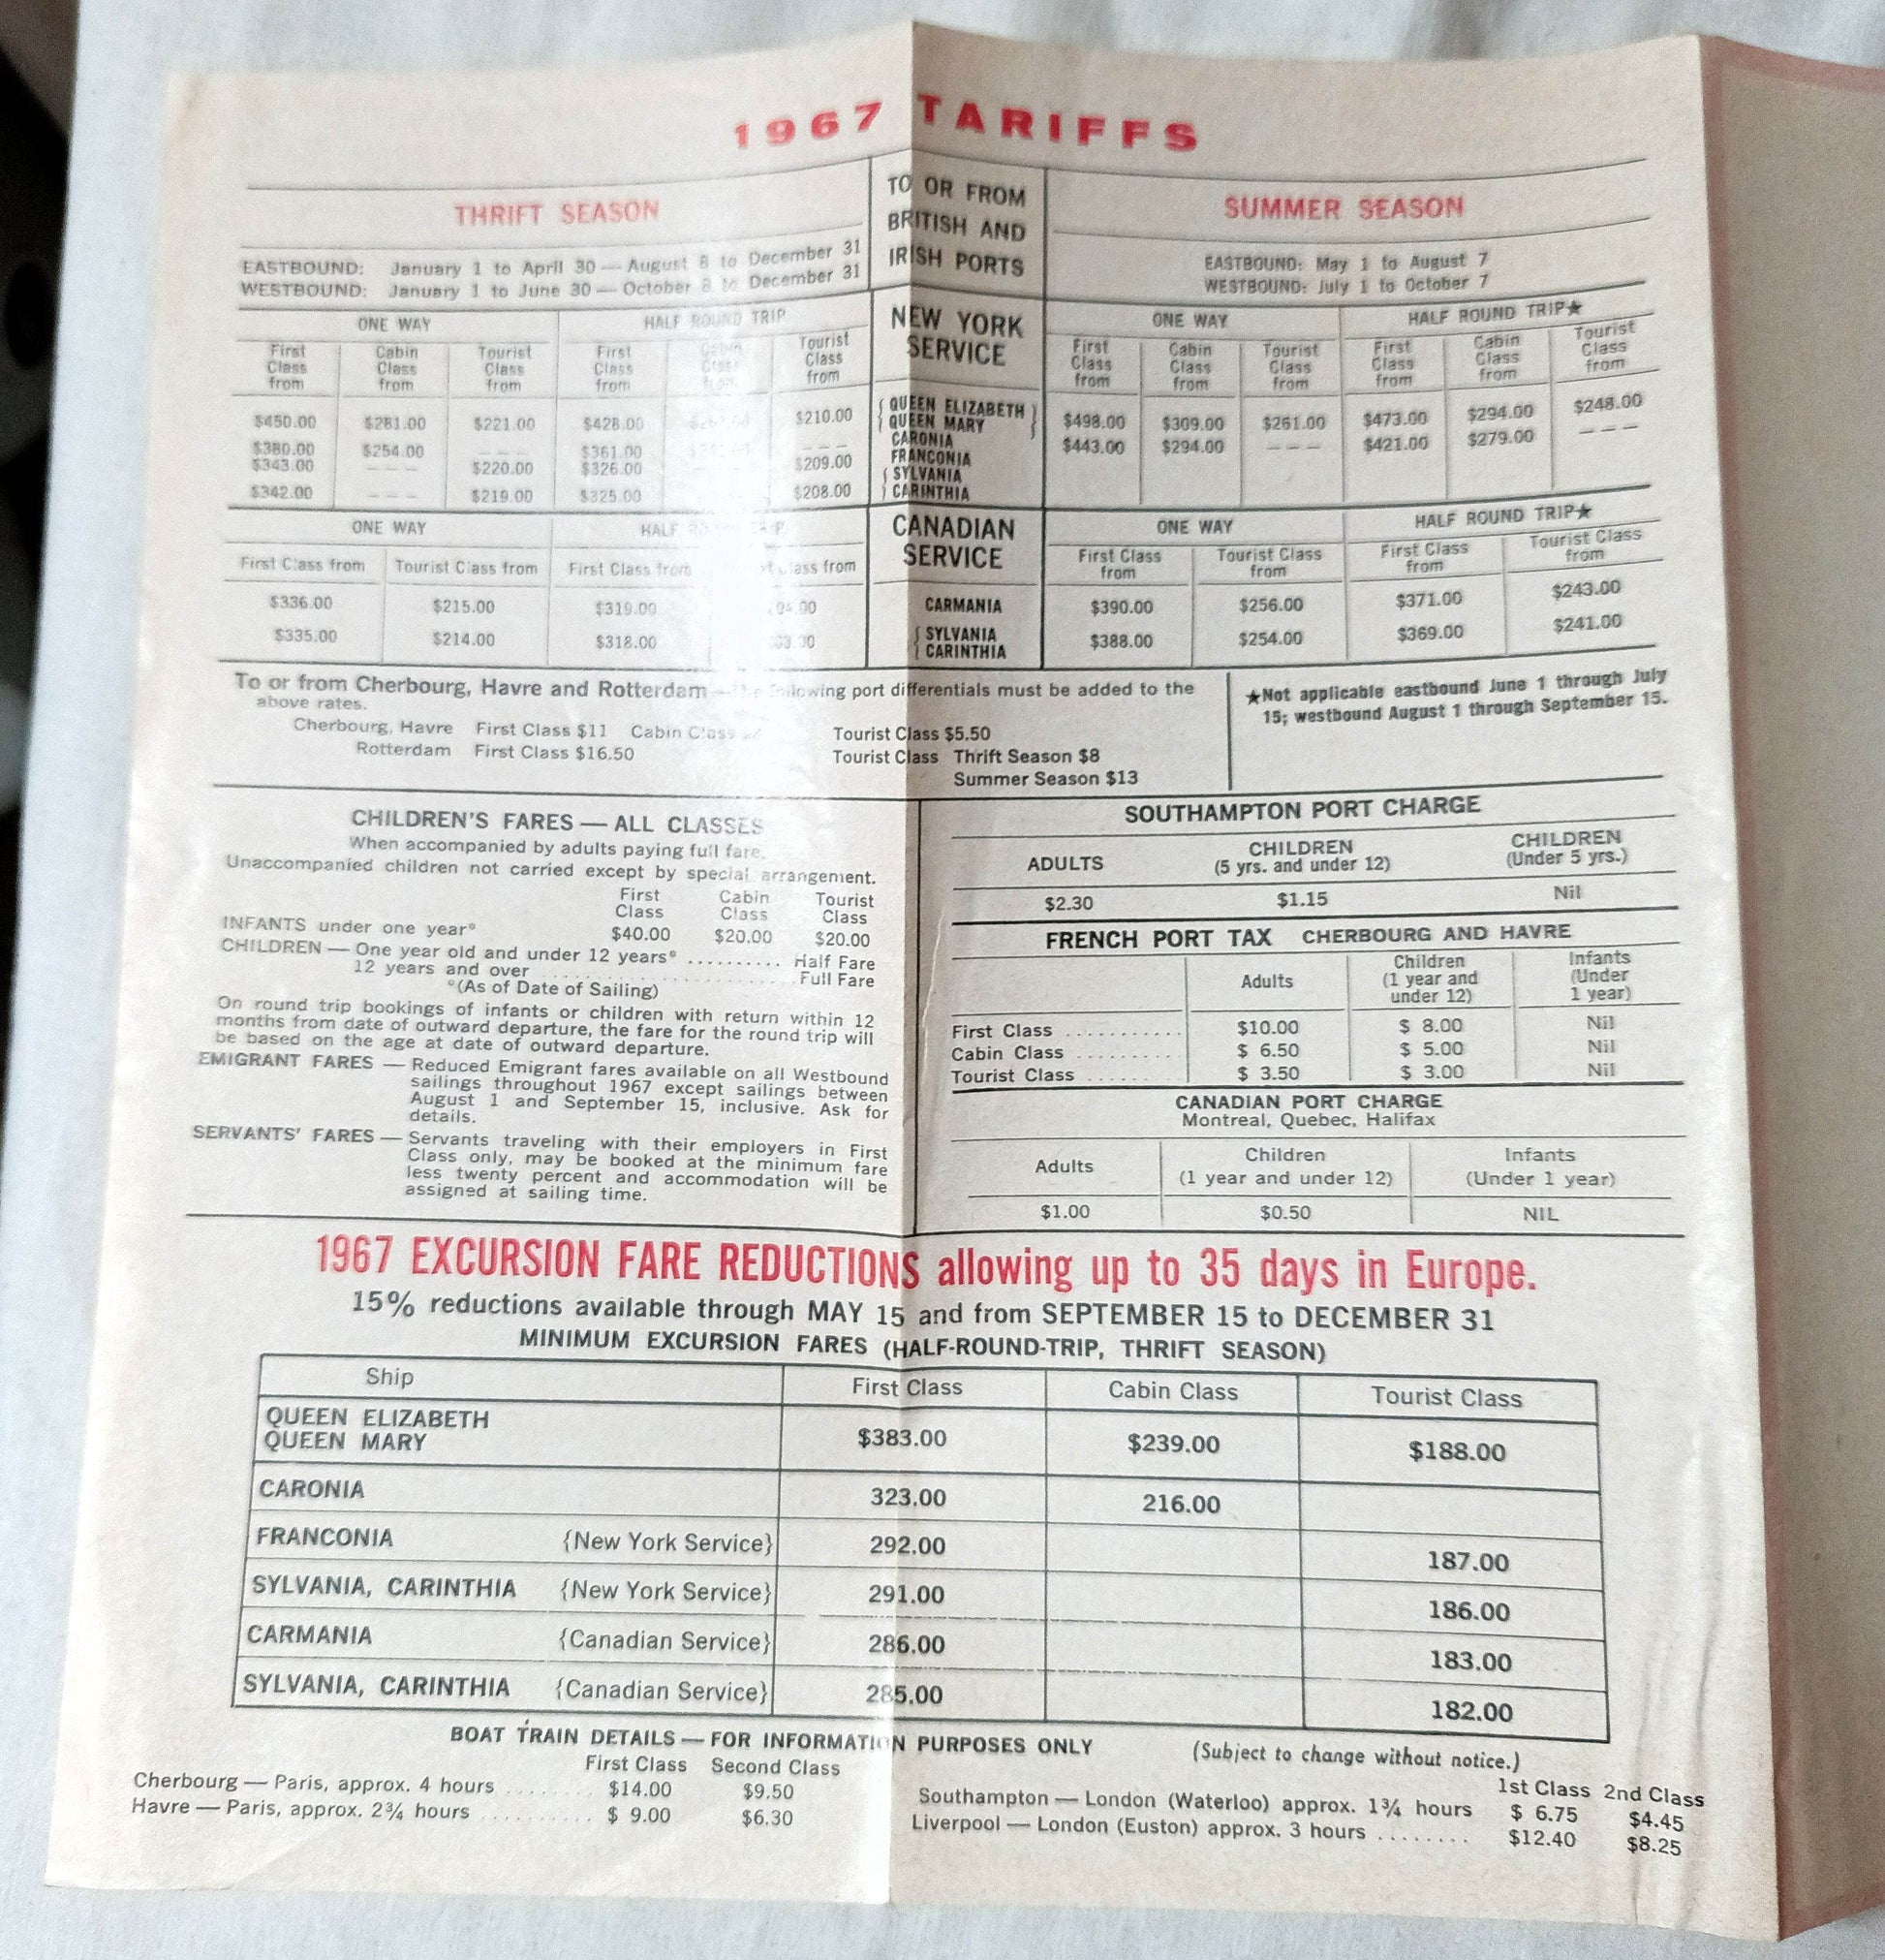 1967 TARIFFS
THRIFT SEASON
EASTBOUND: January 1 to April 30 — August 8 to December 31
WESTBOUND: January 1 to June 30 — October 8 to December 31
TO OR FROM
BRITISH AND
IRISH PORTS
SUMMER SEASON
EASTBOUND: May 1 to August 7
WESTBOUND: July 1 to October 7
ONE WAY HALF ROUND TRIP NEW YORK SERVICE ONE WAY HALF ROUND TRIP★
First Class from Cabin Class from Tourist Class from First Class from Cabin Class from Tourist Class from First Class from Cabin Class from Tourist Class from First Class from Cabin Class from Tourist Class from
$450.00 $281.00 $221.00 $428.00 $210.00 { QUEEN ELIZABETH QUEEN MARY } $498.00 $309.00 $261.00 $473.00 $294.00 $248.00
$380.00 $254.00 – – – $361.00 – – – CARONIA $443.00 $294.00 – – – $421.00 $279.00 – – –
$343.00 – – – $220.00 $326.00 $209.00 FRANCONIA
$342.00 – – – $219.00 $325.00 $208.00 { SYLVANIA CARINTHIA
ONE WAY HALF CANADIAN SERVICE ONE WAY HALF ROUND TRIP★
First Class from Tourist Class from First Class from Class from First Class from Tourist Class from First Class from Tourist Class from
$336.00 $215.00 $319.00 CARMANIA $390.00 $256.00 $371.00 $243.00
$335.00 $214.00 $318.00 { SYLVANIA CARINTHIA $388.00 $254.00 $369.00 $241.00
To or from Cherbourg, Havre and Rotterdam — following port differentials must be added to the
above rates.
Cherbourg, Havre First Class $11 Cabin Class Tourist Class $5.50
Rotterdam First Class $16.50 Tourist Class Thrift Season $8
Summer Season $13
★Not applicable eastbound June 1 through July
15; westbound August 1 through September 15.
CHILDREN'S FARES — ALL CLASSES
When accompanied by adults paying full fare.
Unaccompanied children not carried except by special arrangement.
First Class Cabin Class Tourist Class
INFANTS under one year° $40.00 $20.00 $20.00
CHILDREN — One year old and under 12 years° .......... Half Fare
12 years and over .......... Full Fare
°(As of Date of Sailing)
On round trip bookings of infants or children with return within 12
months from date of outward departure, the fare for the round trip will
be based on the age at date of outward departure.
EMIGRANT FARES — Reduced Emigrant fares available on all Westbound
sailings throughout 1967 except sailings between
August 1 and September 15, inclusive. Ask for
details.
SERVANTS' FARES — Servants traveling with their employers in First
Class only, may be booked at the minimum fare
less twenty percent and accommodation will be
assigned at sailing time.
SOUTHAMPTON PORT CHARGE
ADULTS CHILDREN (5 yrs. and under 12) CHILDREN (Under 5 yrs.)
$2.30 $1.15 Nil
FRENCH PORT TAX CHERBOURG AND HAVRE
Adults Children (1 year and under 12) Infants (Under 1 year)
First Class .......... $10.00 $ 8.00 Nil
Cabin Class .......... $ 6.50 $ 5.00 Nil
Tourist Class .......... $ 3.50 $ 3.00 Nil
CANADIAN PORT CHARGE
Montreal, Quebec, Halifax
Adults Children (1 year and under 12) Infants (Under 1 year)
$1.00 $0.50 NIL
1967 EXCURSION FARE REDUCTIONS allowing up to 35 days in Europe.
15% reductions available through MAY 15 and from SEPTEMBER 15 to DECEMBER 31
MINIMUM EXCURSION FARES (HALF-ROUND-TRIP, THRIFT SEASON)
Ship First Class Cabin Class Tourist Class
QUEEN ELIZABETH
QUEEN MARY $383.00 $239.00 $188.00
CARONIA 323.00 216.00
FRANCONIA {New York Service} 292.00 187.00
SYLVANIA, CARINTHIA {New York Service} 291.00 186.00
CARMANIA {Canadian Service} 286.00 183.00
SYLVANIA, CARINTHIA {Canadian Service} 285.00 182.00
BOAT TRAIN DETAILS — FOR INFORMATION PURPOSES ONLY (Subject to change without notice.)
First Class Second Class
Cherbourg — Paris, approx. 4 hours .......... $14.00 $9.50
Havre — Paris, approx. 2¾ hours .......... $ 9.00 $6.30
1st Class 2nd Class
Southampton — London (Waterloo) approx. 1¾ hours $ 6.75 $4.45
Liverpool — London (Euston) approx. 3 hours ........ $12.40 $8.25